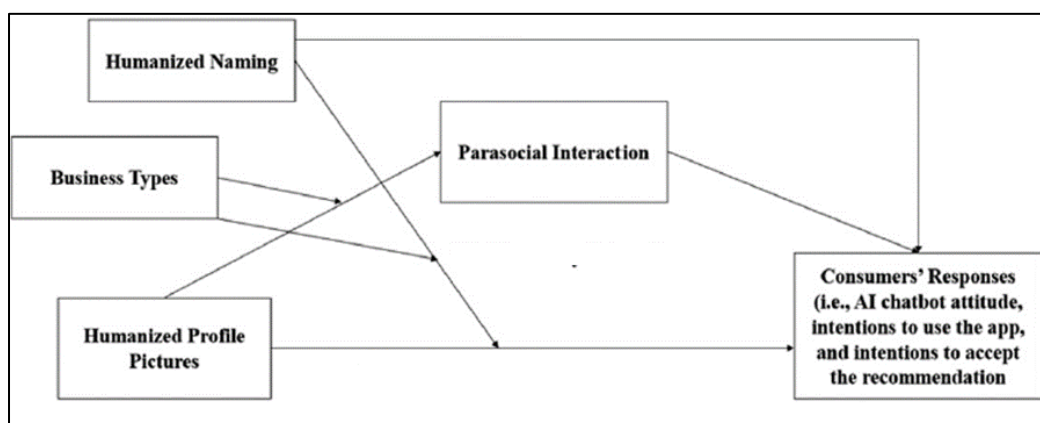 Humanized Naming
Parasocial Interaction
Business Types
Consumers’ Responses
(i.e., AI chatbot attitude,
intentions to use the app,
and intentions to accept
the recommendation
Humanized Profile
Pictures